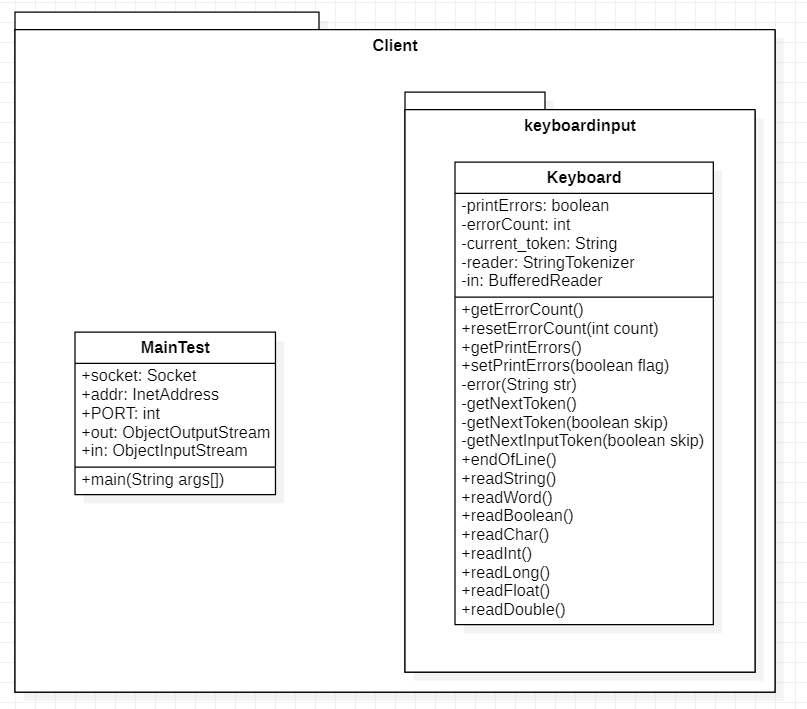 Client
keyboardinput
Keyboard
-printErrors: boolean
-errorCount: int
-current_token: String
-reader: StringTokenizer
-in: BufferedReader
+getErrorCount()
+resetErrorCount(int count)
+getPrintErrors()
+setPrintErrors(boolean flag)
-error(String str)
-getNextToken()
-getNextToken(boolean skip)
-getNextInputToken(boolean skip)
+endOfLine()
+readString()
+readWord()
+readBoolean()
+readChar()
+readInt()
+readLong()
+readFloat()
+readDouble()
MainTest
+socket: Socket
+addr: InetAddress
+PORT: int
+out: ObjectOutputStream
+in: ObjectInputStream
+main(String args[])